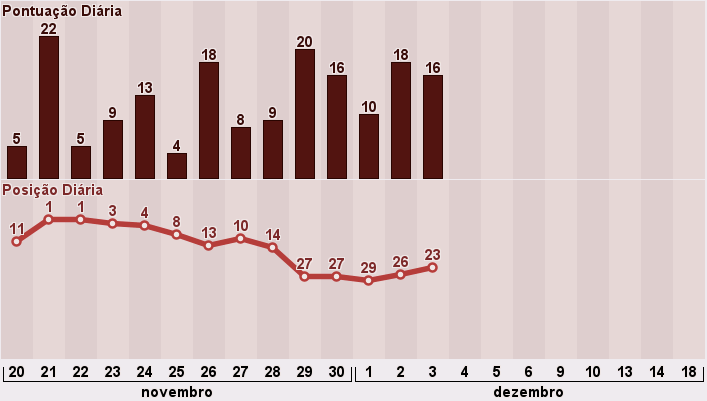 Pontuação Diária
5 22 5 9 13 4 18 8 9 20 16 10 18 16
Posição Diária
11 1 1 3 4 8 13 10 14 27 27 29 26 23
20 21 22 23 24 25 26 27 28 29 30 1 2 3 4 5 6 9 10 13 14 18
novembro dezembro